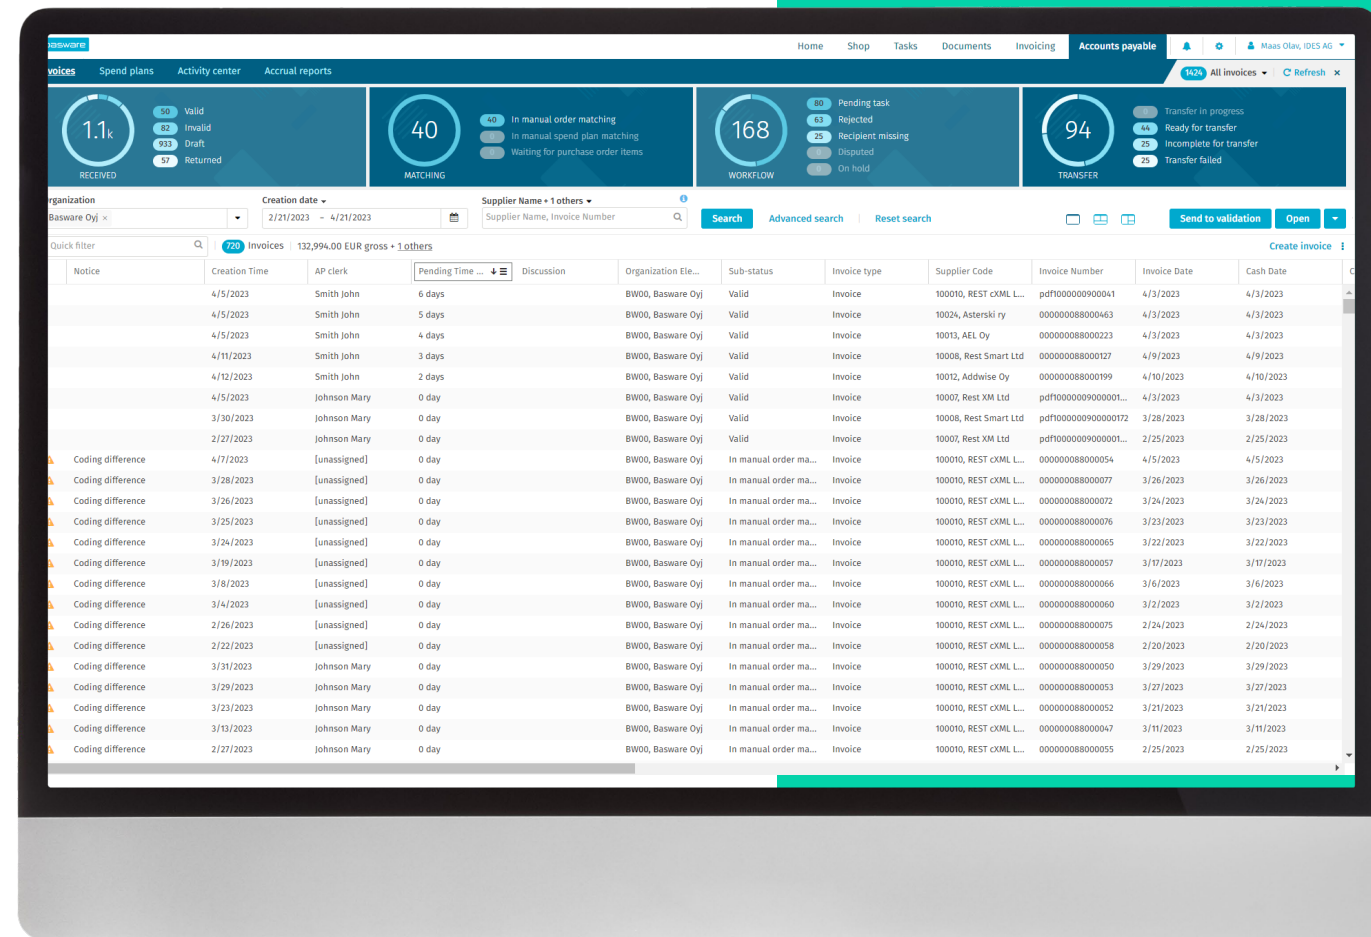 basware Home Shop Tasks Documents Invoicing Accounts payable Maas Olav, IDES AG
voices Spend plans Activity center Accrual reports 1424 All invoices Refresh ×
1.1k RECEIVED
50 Valid
82 Invalid
933 Draft
57 Returned
40 MATCHING
40 In manual order matching
0 In manual spend plan matching
0 Waiting for purchase order items
168 WORKFLOW
80 Pending task
63 Rejected
25 Recipient missing
0 Disputed
0 On hold
94 TRANSFER
0 Transfer in progress
44 Ready for transfer
25 Incomplete for transfer
25 Transfer failed
rganization Creation date Supplier Name + 1 others
Basware Oyj × 2/21/2023 - 4/21/2023 Supplier Name, Invoice Number Search Advanced search Reset search Send to validation Open
Quick filter 720 Invoices 132,994.00 EUR gross + 1 others Create invoice
Notice Creation Time AP clerk Pending Time ... Discussion Organization Ele... Sub-status Invoice type Supplier Code Invoice Number Invoice Date Cash Date C
4/5/2023 Smith John 6 days BW00, Basware Oyj Valid Invoice 100010, REST cXML L... pdf1000000900041 4/3/2023 4/3/2023
4/5/2023 Smith John 5 days BW00, Basware Oyj Valid Invoice 10024, Asterski ry 000000088000463 4/3/2023 4/3/2023
4/5/2023 Smith John 4 days BW00, Basware Oyj Valid Invoice 10013, AEL Oy 000000088000223 4/3/2023 4/3/2023
4/11/2023 Smith John 3 days BW00, Basware Oyj Valid Invoice 10008, Rest Smart Ltd 000000088000127 4/9/2023 4/9/2023
4/12/2023 Smith John 2 days BW00, Basware Oyj Valid Invoice 10012, Addwise Oy 000000088000199 4/10/2023 4/10/2023
4/5/2023 Johnson Mary 0 day BW00, Basware Oyj Valid Invoice 10007, Rest XM Ltd pdf10000009000001... 4/3/2023 4/3/2023
3/30/2023 Johnson Mary 0 day BW00, Basware Oyj Valid Invoice 10008, Rest Smart Ltd pdf1000000900000172 3/28/2023 3/28/2023
2/27/2023 Johnson Mary 0 day BW00, Basware Oyj Valid Invoice 10007, Rest XM Ltd pdf10000009000001... 2/25/2023 2/25/2023
Coding difference 4/7/2023 [unassigned] 0 day BW00, Basware Oyj In manual order ma... Invoice 100010, REST cXML L... 000000088000054 4/5/2023 4/5/2023
Coding difference 3/28/2023 [unassigned] 0 day BW00, Basware Oyj In manual order ma... Invoice 100010, REST cXML L... 000000088000077 3/26/2023 3/26/2023
Coding difference 3/26/2023 [unassigned] 0 day BW00, Basware Oyj In manual order ma... Invoice 100010, REST cXML L... 000000088000072 3/24/2023 3/24/2023
Coding difference 3/25/2023 [unassigned] 0 day BW00, Basware Oyj In manual order ma... Invoice 100010, REST cXML L... 000000088000076 3/23/2023 3/23/2023
Coding difference 3/24/2023 [unassigned] 0 day BW00, Basware Oyj In manual order ma... Invoice 100010, REST cXML L... 000000088000065 3/22/2023 3/22/2023
Coding difference 3/19/2023 [unassigned] 0 day BW00, Basware Oyj In manual order ma... Invoice 100010, REST cXML L... 000000088000057 3/17/2023 3/17/2023
Coding difference 3/8/2023 [unassigned] 0 day BW00, Basware Oyj In manual order ma... Invoice 100010, REST cXML L... 000000088000066 3/6/2023 3/6/2023
Coding difference 3/4/2023 [unassigned] 0 day BW00, Basware Oyj In manual order ma... Invoice 100010, REST cXML L... 000000088000060 3/2/2023 3/2/2023
Coding difference 2/26/2023 [unassigned] 0 day BW00, Basware Oyj In manual order ma... Invoice 100010, REST cXML L... 000000088000075 2/24/2023 2/24/2023
Coding difference 2/22/2023 [unassigned] 0 day BW00, Basware Oyj In manual order ma... Invoice 100010, REST cXML L... 000000088000058 2/20/2023 2/20/2023
Coding difference 3/31/2023 Johnson Mary 0 day BW00, Basware Oyj In manual order ma... Invoice 100010, REST cXML L... 000000088000050 3/29/2023 3/29/2023
Coding difference 3/29/2023 Johnson Mary 0 day BW00, Basware Oyj In manual order ma... Invoice 100010, REST cXML L... 000000088000053 3/27/2023 3/27/2023
Coding difference 3/23/2023 Johnson Mary 0 day BW00, Basware Oyj In manual order ma... Invoice 100010, REST cXML L... 000000088000052 3/21/2023 3/21/2023
Coding difference 3/13/2023 Johnson Mary 0 day BW00, Basware Oyj In manual order ma... Invoice 100010, REST cXML L... 000000088000047 3/11/2023 3/11/2023
Coding difference 2/27/2023 Johnson Mary 0 day BW00, Basware Oyj In manual order ma... Invoice 100010, REST cXML L... 000000088000055 2/25/2023 2/25/2023